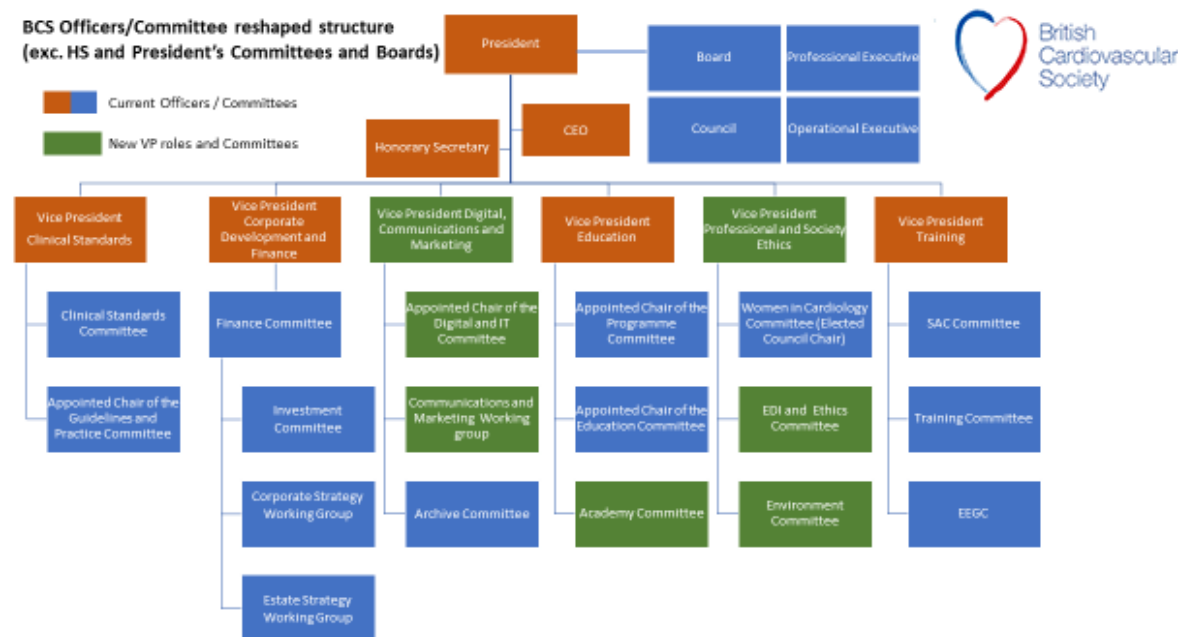 BCS Officers/Committee reshaped structure
(exc. HS and President's Committees and Boards)
Current Officers / Committees
New VP roles and Committees
President
Board
Professional Executive
Council
Operational Executive
British
Cardiovascular
Society
CEO
Honorary Secretary
Vice President
Clinical Standards
Vice President
Corporate
Development and
Finance
Vice President Digital,
Communications and
Marketing
Vice President
Education
Vice President
Professional and Society
Ethics
Vice President
Training
Clinical Standards
Committee
Finance Committee
Appointed Chair of the
Digital and IT
Committee
Appointed Chair of the
Programme
Committee
Women in Cardiology
Committee (Elected
Council Chair)
SAC Committee
Appointed Chair of the
Guidelines and
Practice Committee
Investment
Committee
Communications and
Marketing Working
group
Appointed Chair of the
Education Committee
EDI and Ethics
Committee
Training Committee
Corporate Strategy
Working Group
Archive Committee
Academy Committee
Environment
Committee
EEGC
Estate Strategy
Working Group